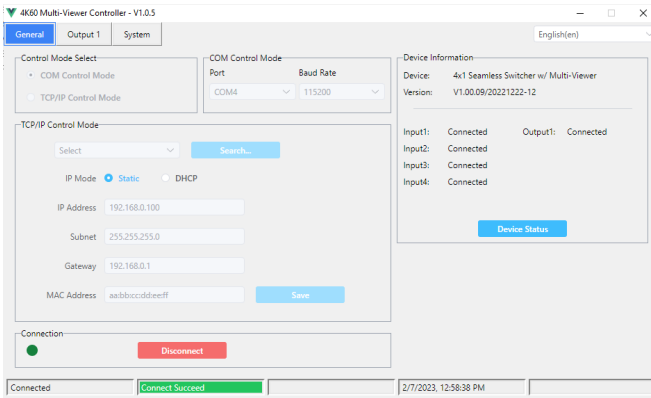 4K60 Multi-Viewer Controller - V1.0.5
General Output 1 System English(en)
Control Mode Select
COM Control Mode
TCP/IP Control Mode
COM Control Mode
Port Baud Rate
COM4 115200
Device Information
Device: 4x1 Seamless Switcher w/ Multi-Viewer
Version: V1.00.09/20221222-12
Input1: Connected Output1: Connected
Input2: Connected
Input3: Connected
Input4: Connected
Device Status
TCP/IP Control Mode
Select Search...
IP Mode Static DHCP
IP Address 192.168.0.100
Subnet 255.255.255.0
Gateway 192.168.0.1
MAC Address aa:bb:cc:dd:ee:ff Save
Connection
Disconnect
Connected Connect Succeed 2/7/2023, 12:58:38 PM